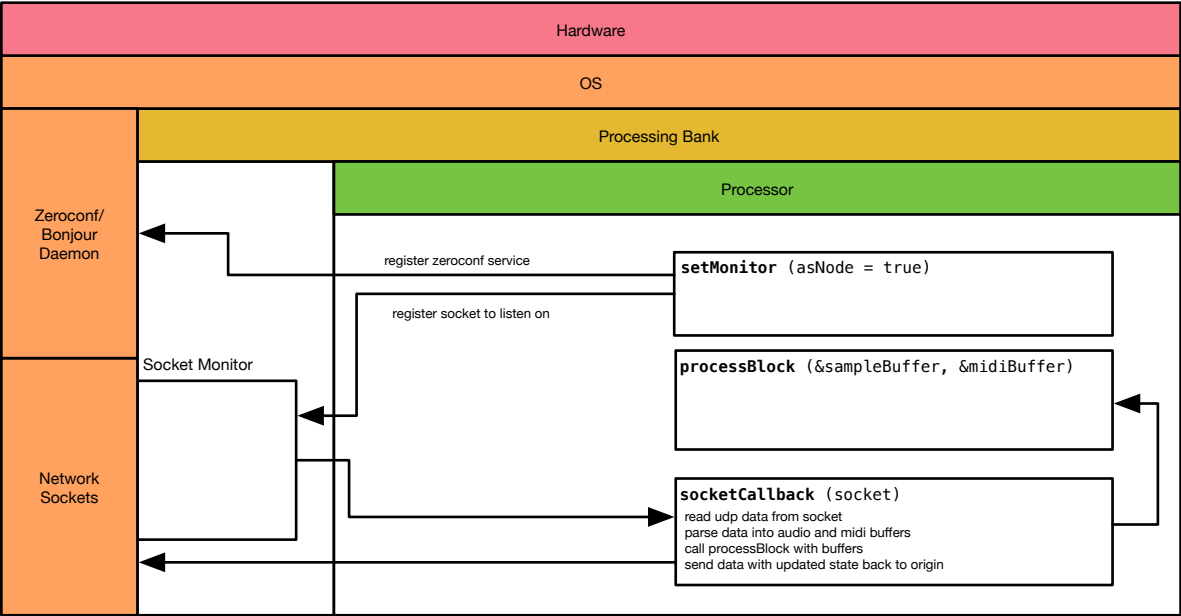 Hardware
OS
Processing Bank
Processor
Zeroconf/
Bonjour
Daemon
register zeroconf service
setMonitor (asNode = true)
register socket to listen on
Socket Monitor
processBlock (&sampleBuffer, &midiBuffer)
Network
Sockets
socketCallback (socket)
read udp data from socket
parse data into audio and midi buffers
call processBlock with buffers
send data with updated state back to origin